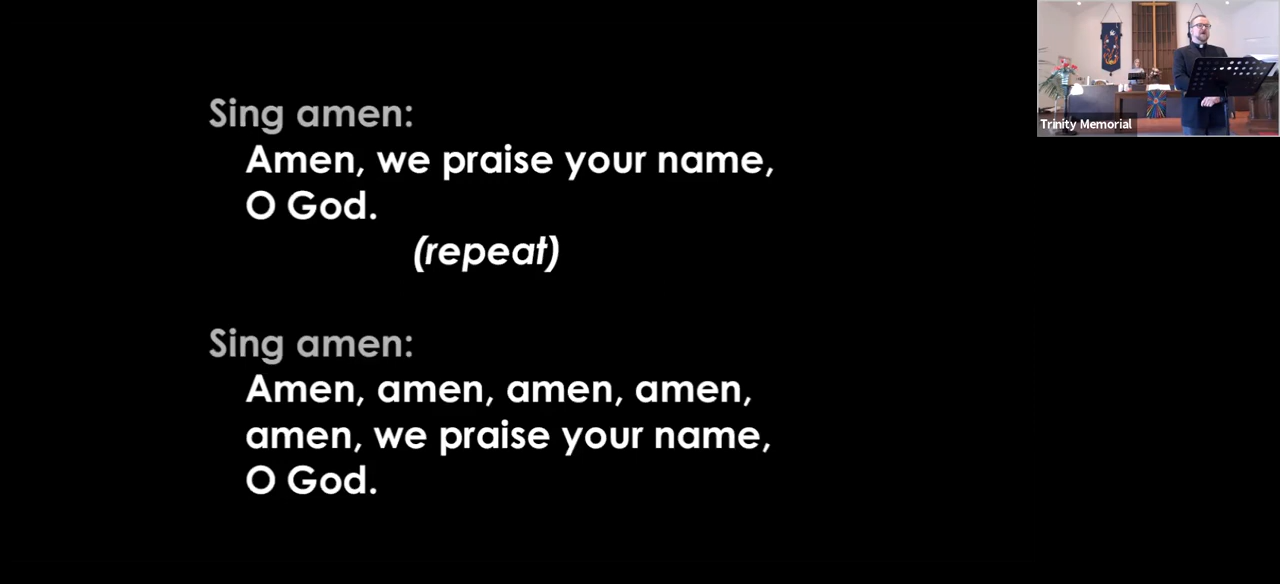 Sing amen:
Amen, we praise your name,
O God.
(repeat)
Sing amen:
Amen, amen, amen, amen,
amen, we praise your name,
O God.
Trinity Memorial